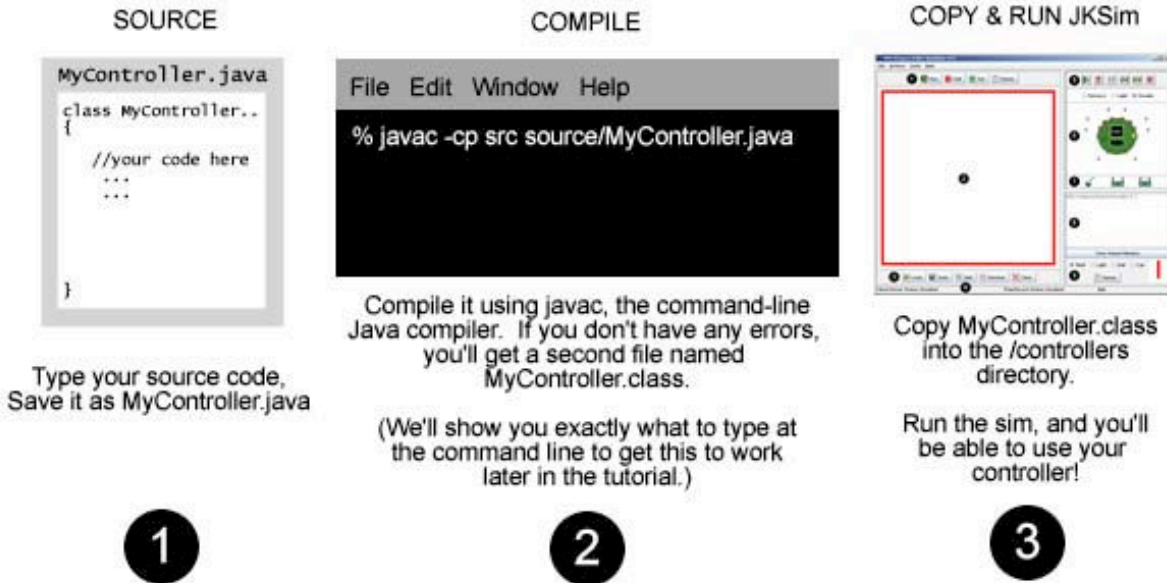 SOURCE
MyController.java
class MyController..
{
//your code here
...
...
}
Type your source code,
Save it as MyController.java
1
COMPILE
File Edit Window Help
% javac -cp src source/MyController.java
Compile it using javac, the command-line
Java compiler. If you don't have any errors,
you'll get a second file named
MyController.class.
(We'll show you exactly what to type at
the command line to get this to work
later in the tutorial.)
2
COPY & RUN JKSim
Copy MyController.class
into the /controllers
directory.
Run the sim, and you'll
be able to use your
controller!
3